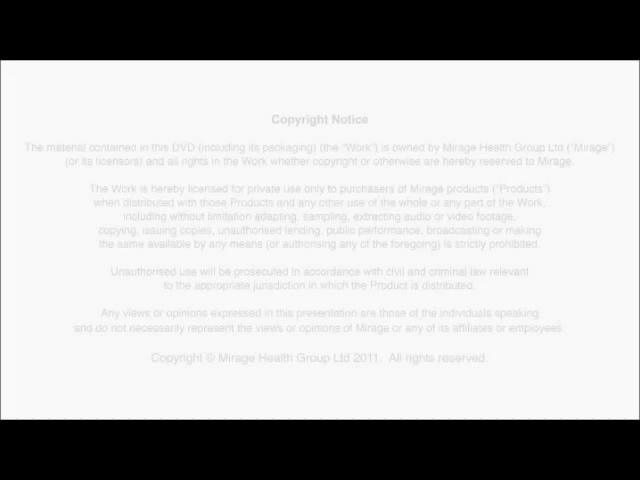 Copyright Notice
The material contained in this DVD (including its packaging) (the "Work") is owned by Mirage Health Group Ltd ("Mirage")
(or its licensors) and all rights in the Work whether copyright or otherwise are hereby reserved to Mirage.
The Work is hereby licensed for private use only to purchasers of Mirage products ("Products")
when distributed with those Products and any other use of the whole or any part of the Work,
including without limitation adapting, sampling, extracting audio or video footage,
copying, issuing copies, unauthorised lending, public performance, broadcasting or making
the same available by any means (or authorising any of the foregoing) is strictly prohibited.
Unauthorised use will be prosecuted in accordance with civil and criminal law relevant
to the appropriate jurisdiction in which the Product is distributed.
Any views or opinions expressed in this presentation are those of the individuals speaking
and do not necessarily represent the views or opinions of Mirage or any of its affiliates or employees.
Copyright © Mirage Health Group Ltd 2011. All rights reserved.